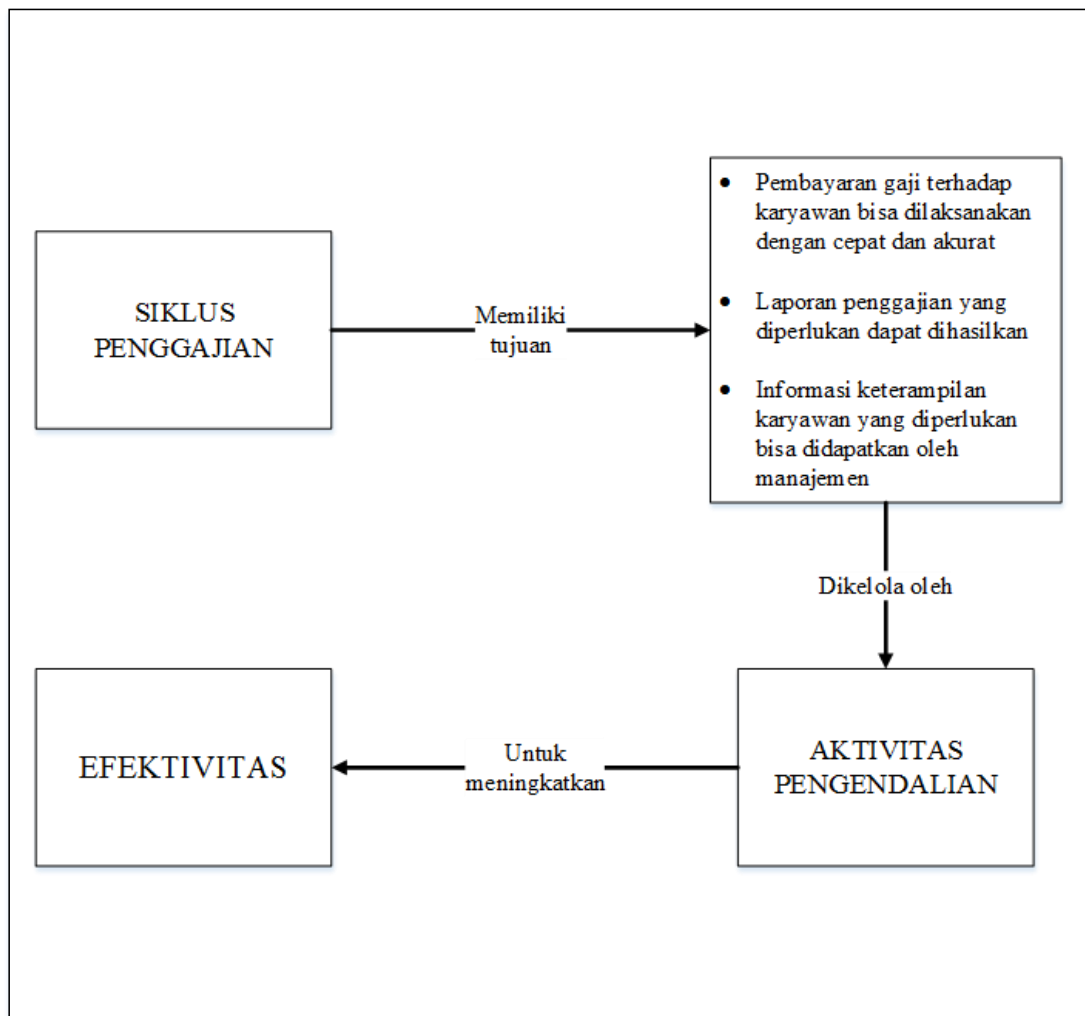 SIKLUS
PENGGAJIAN
Memiliki
tujuan
• Pembayaran gaji terhadap
karyawan bisa dilaksanakan
dengan cepat dan akurat
• Laporan penggajian yang
diperlukan dapat dihasilkan
• Informasi keterampilan
karyawan yang diperlukan
bisa didapatkan oleh
manajemen
Dikelola oleh
AKTIVITAS
PENGENDALIAN
Untuk
meningkatkan
EFEKTIVITAS